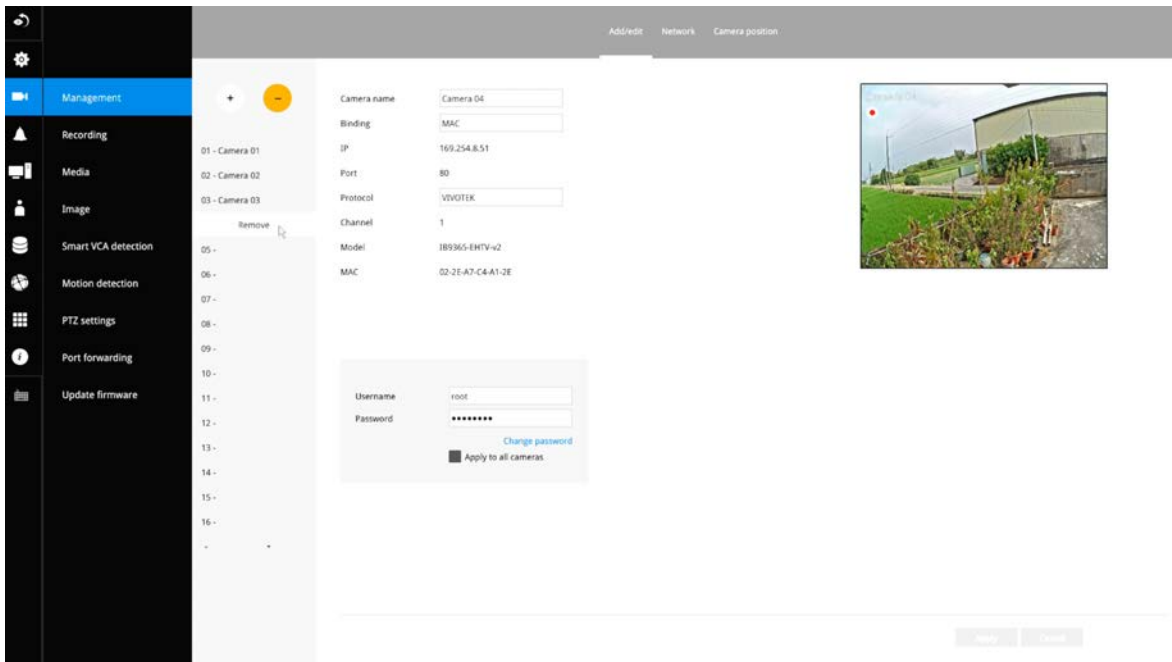 Add/edit Network Camera position
Management
Recording
Media
Image
Smart VCA detection
Motion detection
PTZ settings
Port forwarding
Update firmware
+ −
01 - Camera 01
02 - Camera 02
03 - Camera 03
Remove
05 -
06 -
07 -
08 -
09 -
10 -
11 -
12 -
13 -
14 -
15 -
16 -
Camera name Camera 04
Binding MAC
IP 169.254.8.51
Port 80
Protocol VIVOTEK
Channel 1
Model IB9365-EHTV-v2
MAC 02-2E-A7-C4-A1-2E
Username root
Password ••••••••
Change password
Apply to all cameras
Camera 04
Apply Cancel